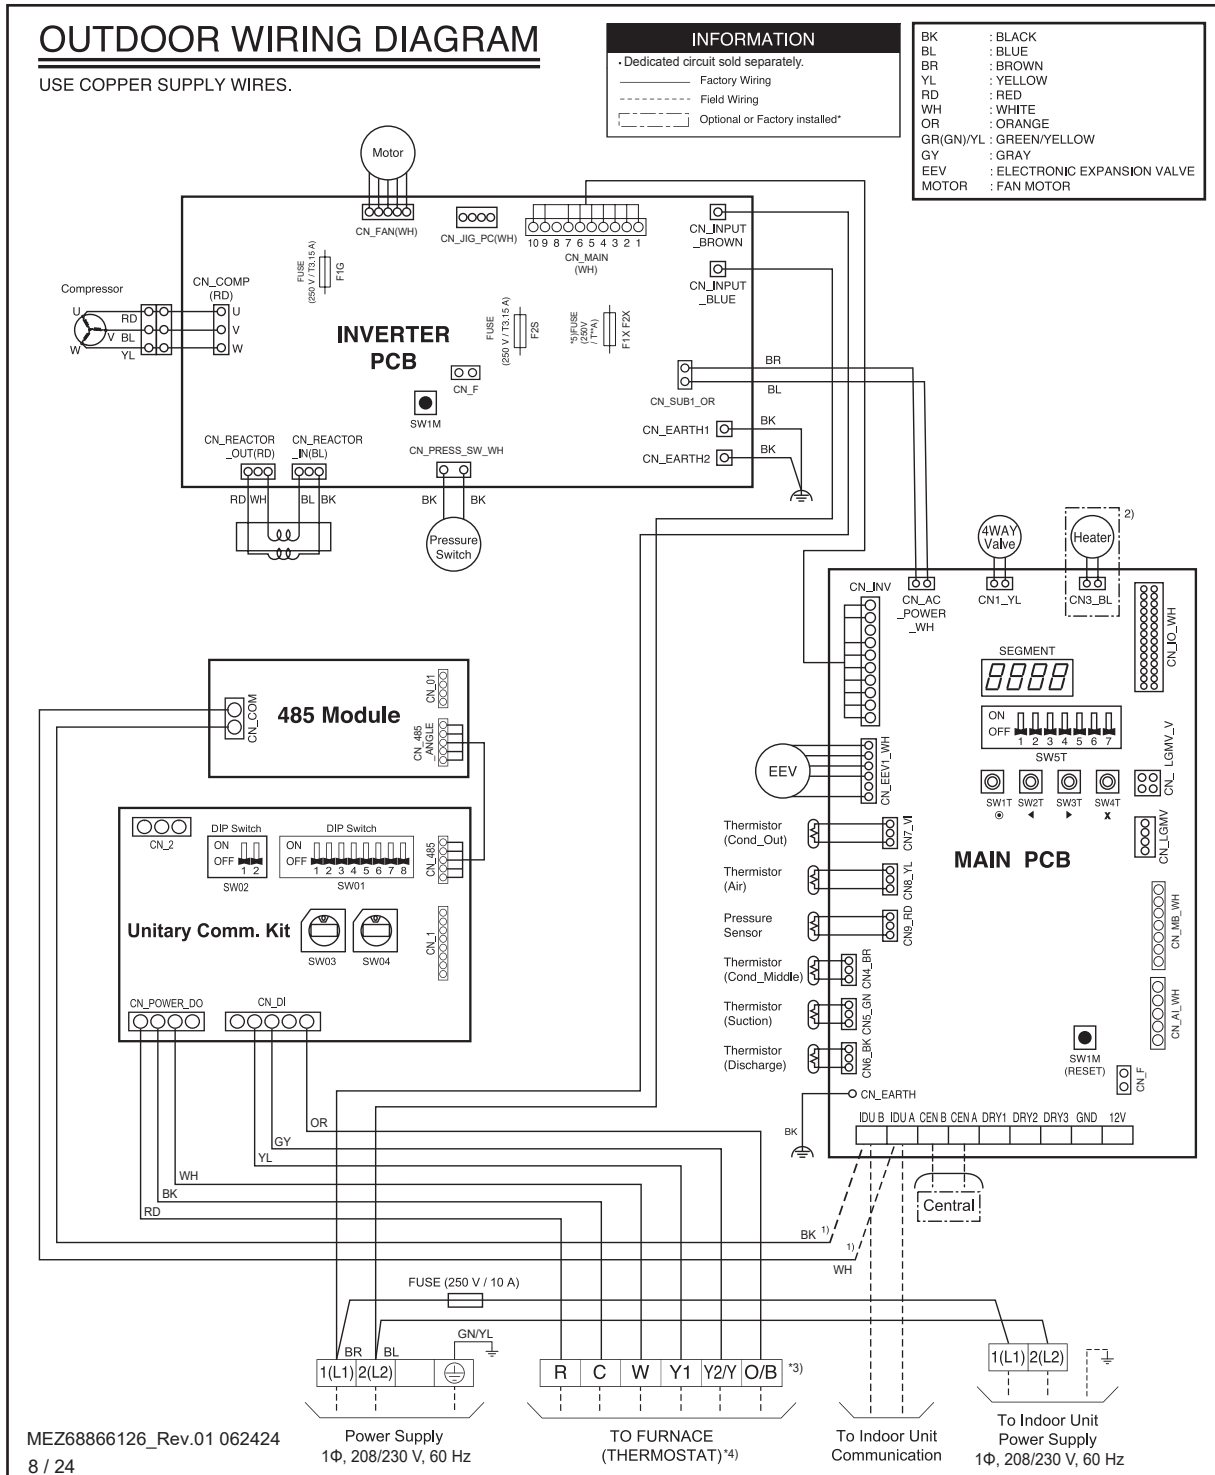 OUTDOOR WIRING DIAGRAM
USE COPPER SUPPLY WIRES.
INFORMATION
· Dedicated circuit sold separately.
Factory Wiring
Field Wiring
Optional or Factory installed*
BK : BLACK
BL : BLUE
BR : BROWN
YL : YELLOW
RD : RED
WH : WHITE
OR : ORANGE
GR(GN)/YL : GREEN/YELLOW
GY : GRAY
EEV : ELECTRONIC EXPANSION VALVE
MOTOR : FAN MOTOR
Motor
CN_FAN(WH)
CN_JIG_PC(WH)
10 9 8 7 6 5 4 3 2 1
CN_MAIN
(WH)
CN_INPUT
_BROWN
CN_INPUT
_BLUE
FUSE
(250 V / T3.15 A)
F1G
FUSE
(250 V / T3.15 A)
F2S
*5)FUSE
(250V
/ T**A)
F1X F2X
Compressor
U
V
W
RD
BL
YL
CN_COMP
(RD)
U
V
W
INVERTER
PCB
CN_F
SW1M
CN_SUB1_OR
BR
BL
CN_EARTH1
BK
CN_EARTH2
BK
CN_REACTOR
_OUT(RD)
CN_REACTOR
_IN(BL)
RD WH BL BK
CN_PRESS_SW_WH
BK BK
Pressure
Switch
4WAY
Valve
Heater
2)
CN_INV
CN_AC
_POWER
_WH
CN1_YL
CN3_BL
CN_IO_WH
SEGMENT
8888
ON
OFF
1 2 3 4 5 6 7
SW5T
SW1T SW2T SW3T SW4T
X
CN_ LGMV_V
CN_LGMV
MAIN PCB
CN_MB_WH
CN_AI_WH
SW1M
(RESET)
CN_F
EEV
CN_EEV1_WH
Thermistor
(Cond_Out)
CN7_VI
Thermistor
(Air)
CN8_YL
Pressure
Sensor
CN9_RD
Thermistor
(Cond_Middle)
CN4_BR
Thermistor
(Suction)
CN5_GN
Thermistor
(Discharge)
CN6_BK
CN_EARTH
BK
IDU B IDU A CEN B CEN A DRY1 DRY2 DRY3 GND 12V
Central
485 Module
CN_COM
CN_01
CN_485
_ANGLE
CN_2
DIP Switch
ON
OFF
1 2
SW02
DIP Switch
ON
OFF
1 2 3 4 5 6 7 8
SW01
CN_485
Unitary Comm. Kit
SW03 SW04
CN_1
CN_POWER_DO
CN_DI
OR
GY
YL
WH
BK
RD
BK 1)
1)
WH
FUSE (250 V / 10 A)
BR BL
GN/YL
1(L1) 2(L2)
R C W Y1 Y2/Y O/B *3)
1(L1) 2(L2)
Power Supply
1Φ, 208/230 V, 60 Hz
TO FURNACE
(THERMOSTAT)*4)
To Indoor Unit
Communication
To Indoor Unit
Power Supply
1Φ, 208/230 V, 60 Hz
MEZ68866126_Rev.01 062424
8 / 24